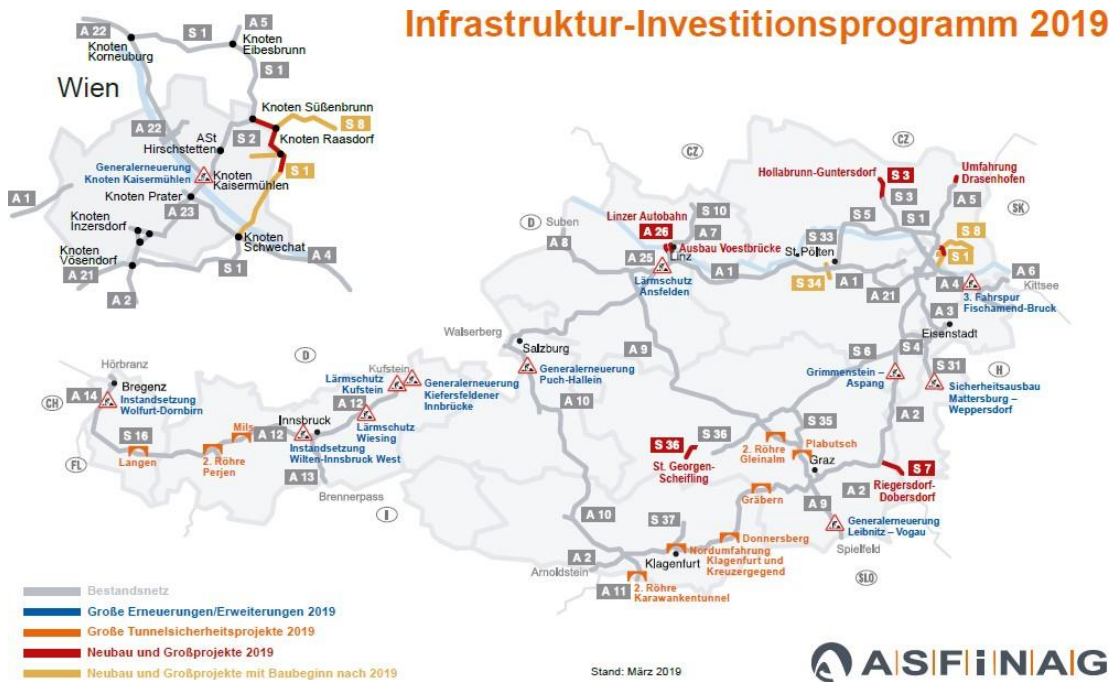 Infrastruktur-Investitionsprogramm 2019
A 22
S 1
A 5
Knoten
Korneuburg
Knoten
Eibesbrunn
S 1
Wien
Knoten Süßenbrunn
S 8
A 22
ASt
Hirschstetten
S 2
Knoten Raasdorf
Generalerneuerung
Knoten Kaisermühlen
Knoten
Kaisermühlen
S 1
A 1
Knoten Prater
A 23
Knoten
Inzersdorf
Knoten
Vösendorf
Knoten
Schwechat
A 21
S 1
A 4
A 2
CZ
CZ
Hollabrunn-Guntersdorf
S 3
S 3
Umfahrung
Drasenhofen
A 5
SK
D
Suben
A 8
Linzer Autobahn
S 10
A 7
A 26
Ausbau Voestbrücke
A 25
Linz
Lärmschutz
Ansfelden
A 1
S 5
S 33
St.Pölten
S 34
A 1
A 21
S 1
S 8
S 1
A 4
A 6
Kittsee
3. Fahrspur
Fischamend-Bruck
A 3
Eisenstadt
Walserberg
Salzburg
Generalerneuerung
Puch-Hallein
A 9
A 10
S 6
S 4
Grimmenstein –
Aspang
S 31
H
Sicherheitsausbau
Mattersburg –
Weppersdorf
A 2
Hörbranz
Bregenz
A 14
CH
Instandsetzung
Wolfurt-Dornbirn
D
Kufstein
Lärmschutz
Kufstein
Generalerneuerung
Kiefersfeldener
Innbrücke
A 12
Innsbruck
Lärmschutz
Wiesing
S 16
Mils
A 12
FL
Langen
2. Röhre
Perjen
Instandsetzung
Wilten-Innsbruck West
A 13
Brennerpass
I
S 36
S 36
St. Georgen-
Scheifling
S 35
2. Röhre
Gleinalm
Plabutsch
Graz
S 7
Riegersdorf-
Dobersdorf
A 2
A 9
Gräbern
Generalerneuerung
Leibnitz – Vogau
Spielfeld
SLO
A 10
S 37
Donnersberg
Nordumfahrung
Klagenfurt und
Kreuzergegend
Klagenfurt
A 2
Arnoldstein
A 11
2. Röhre
Karawankentunnel
Bestandsnetz
Große Erneuerungen/Erweiterungen 2019
Große Tunnelsicherheitsprojekte 2019
Neubau und Großprojekte 2019
Neubau und Großprojekte mit Baubeginn nach 2019
Stand: März 2019
ASFiNAG